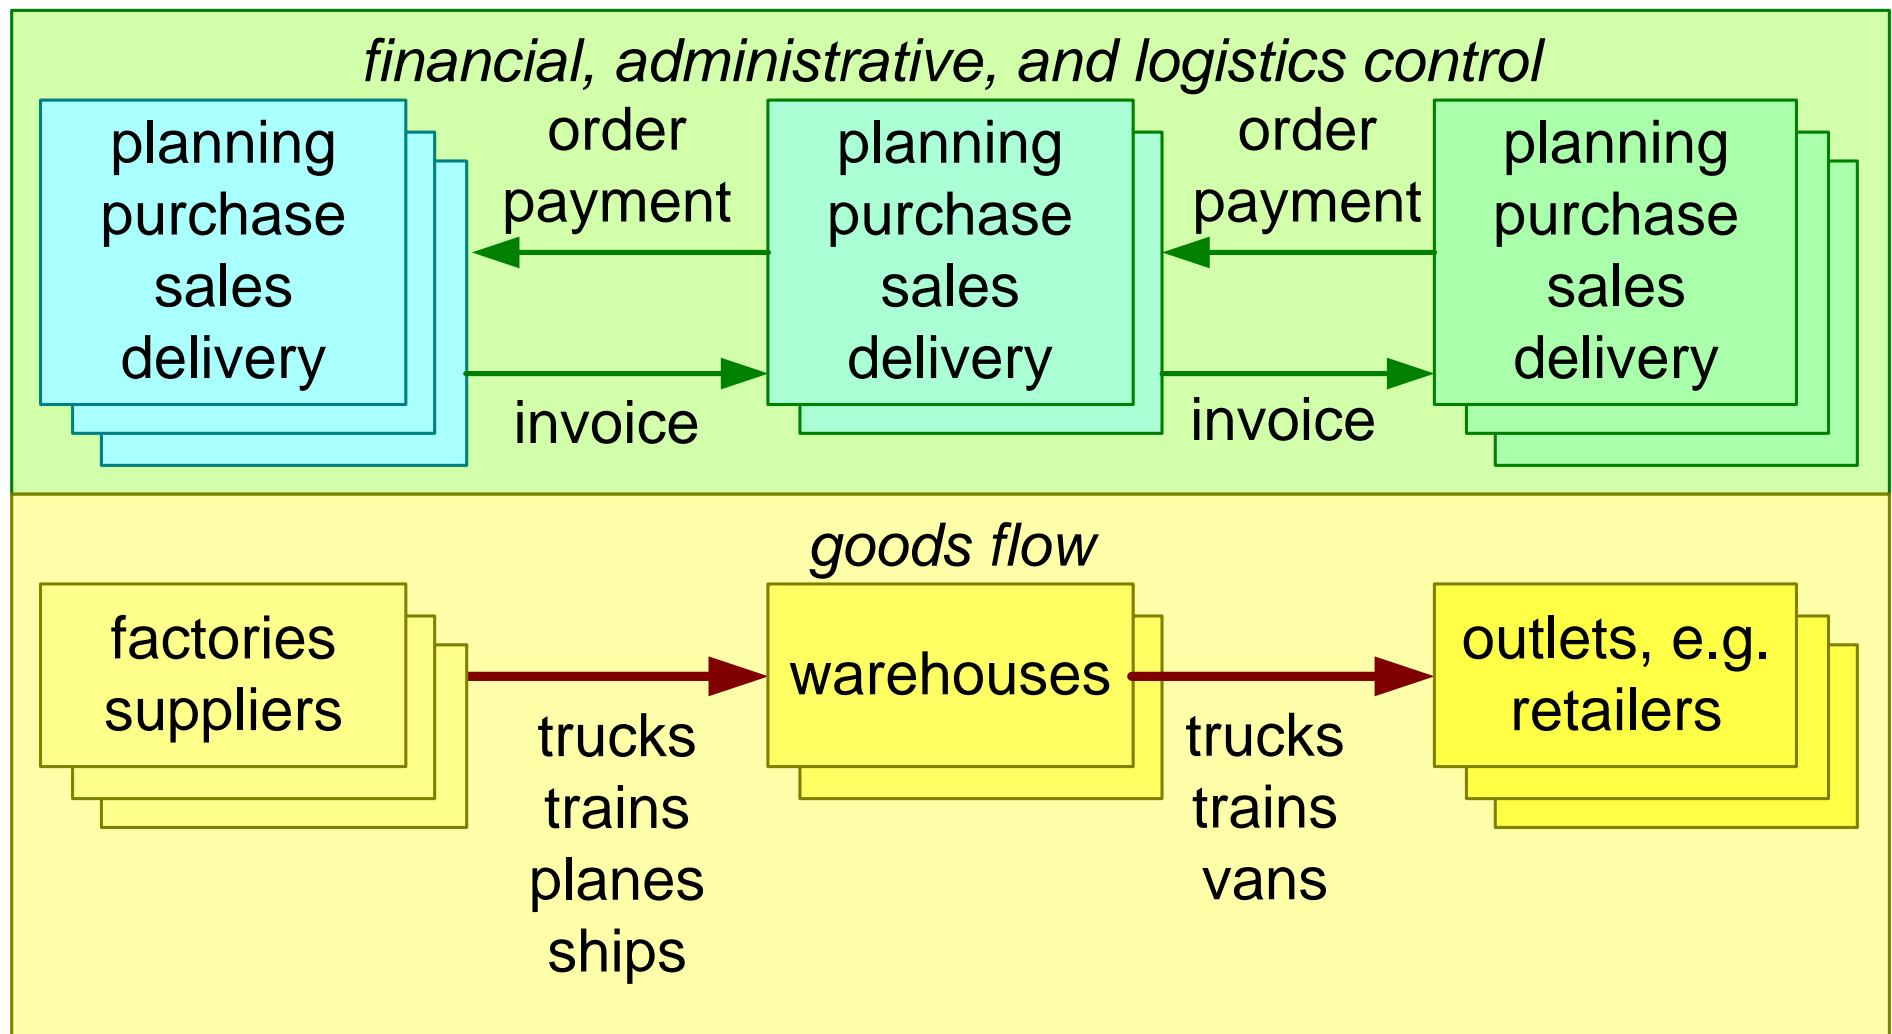 financial, administrative, and logistics control
planning
purchase
sales
delivery
order
payment
invoice
planning
purchase
sales
delivery
order
payment
invoice
planning
purchase
sales
delivery
goods flow
factories
suppliers
trucks
trains
planes
ships
warehouses
trucks
trains
vans
outlets, e.g.
retailers